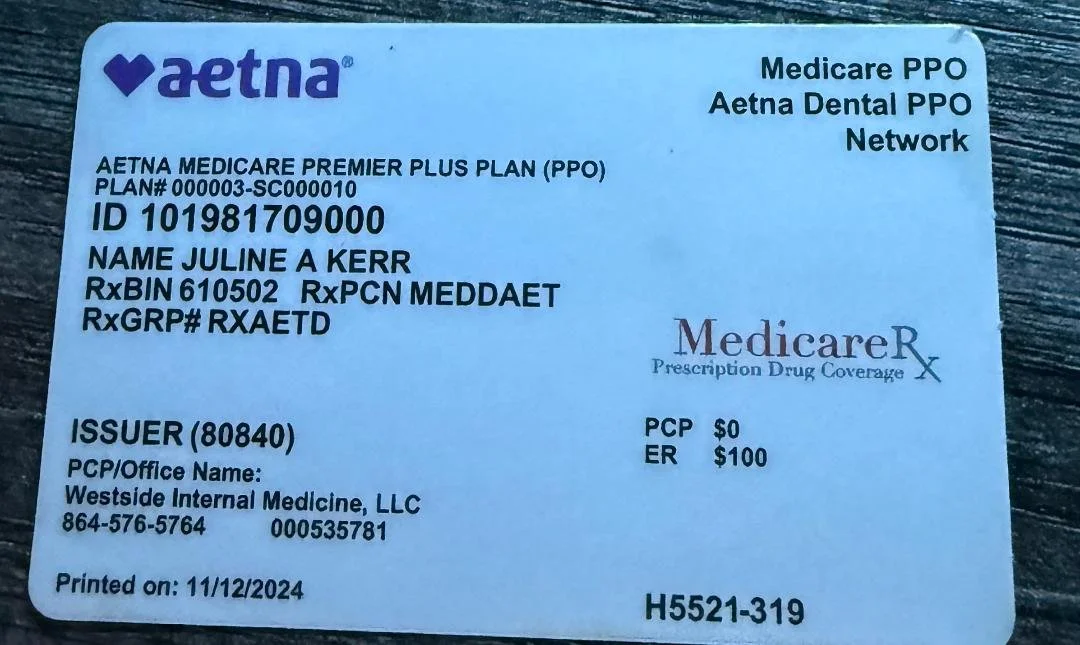 aetna®
Medicare PPO
Aetna Dental PPO
Network
AETNA MEDICARE PREMIER PLUS PLAN (PPO)
PLAN# 000003-SC000010
ID 101981709000
NAME JULINE A KERR
RxBIN 610502 RxPCN MEDDAET
RxGRP# RXAETD
MedicareRx
Prescription Drug Coverage
ISSUER (80840)
PCP $0
ER $100
PCP/Office Name:
Westside Internal Medicine, LLC
864-576-5764 000535781
Printed on: 11/12/2024
H5521-319